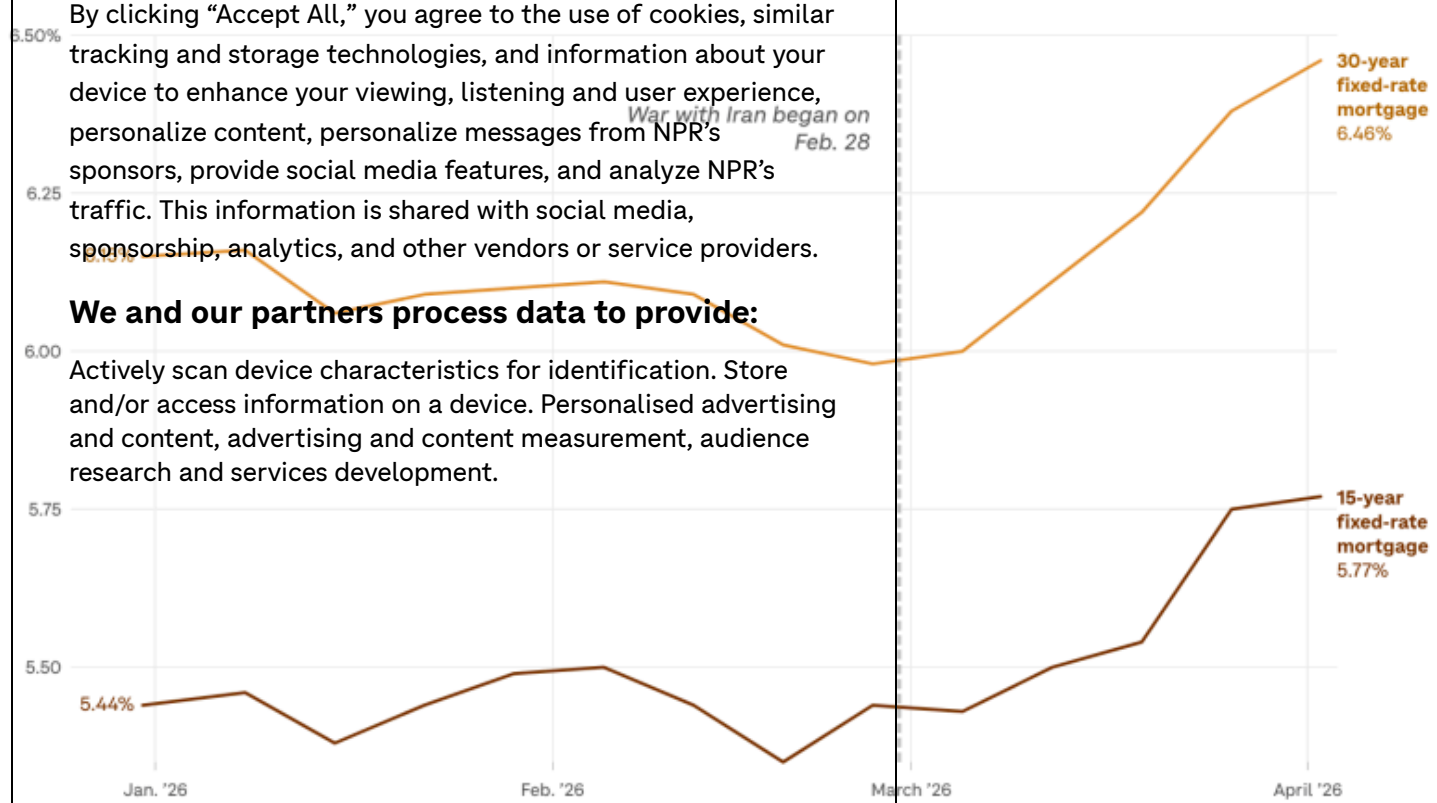 By clicking “Accept All,” you agree to the use of cookies, similar
tracking and storage technologies, and information about your
device to enhance your viewing, listening and user experience,
personalize content, personalize messages from NPR’s
sponsors, provide social media features, and analyze NPR’s
traffic. This information is shared with social media,
sponsorship, analytics, and other vendors or service providers.
We and our partners process data to provide:
Actively scan device characteristics for identification. Store
and/or access information on a device. Personalised advertising
and content, advertising and content measurement, audience
research and services development.
War with Iran began on
Feb. 28
6.50%
6.25
6.00
5.75
5.50
6.15%
5.44%
30-year
fixed-rate
mortgage
6.46%
15-year
fixed-rate
mortgage
5.77%
Jan. ’26
Feb. ’26
March ’26
April ’26